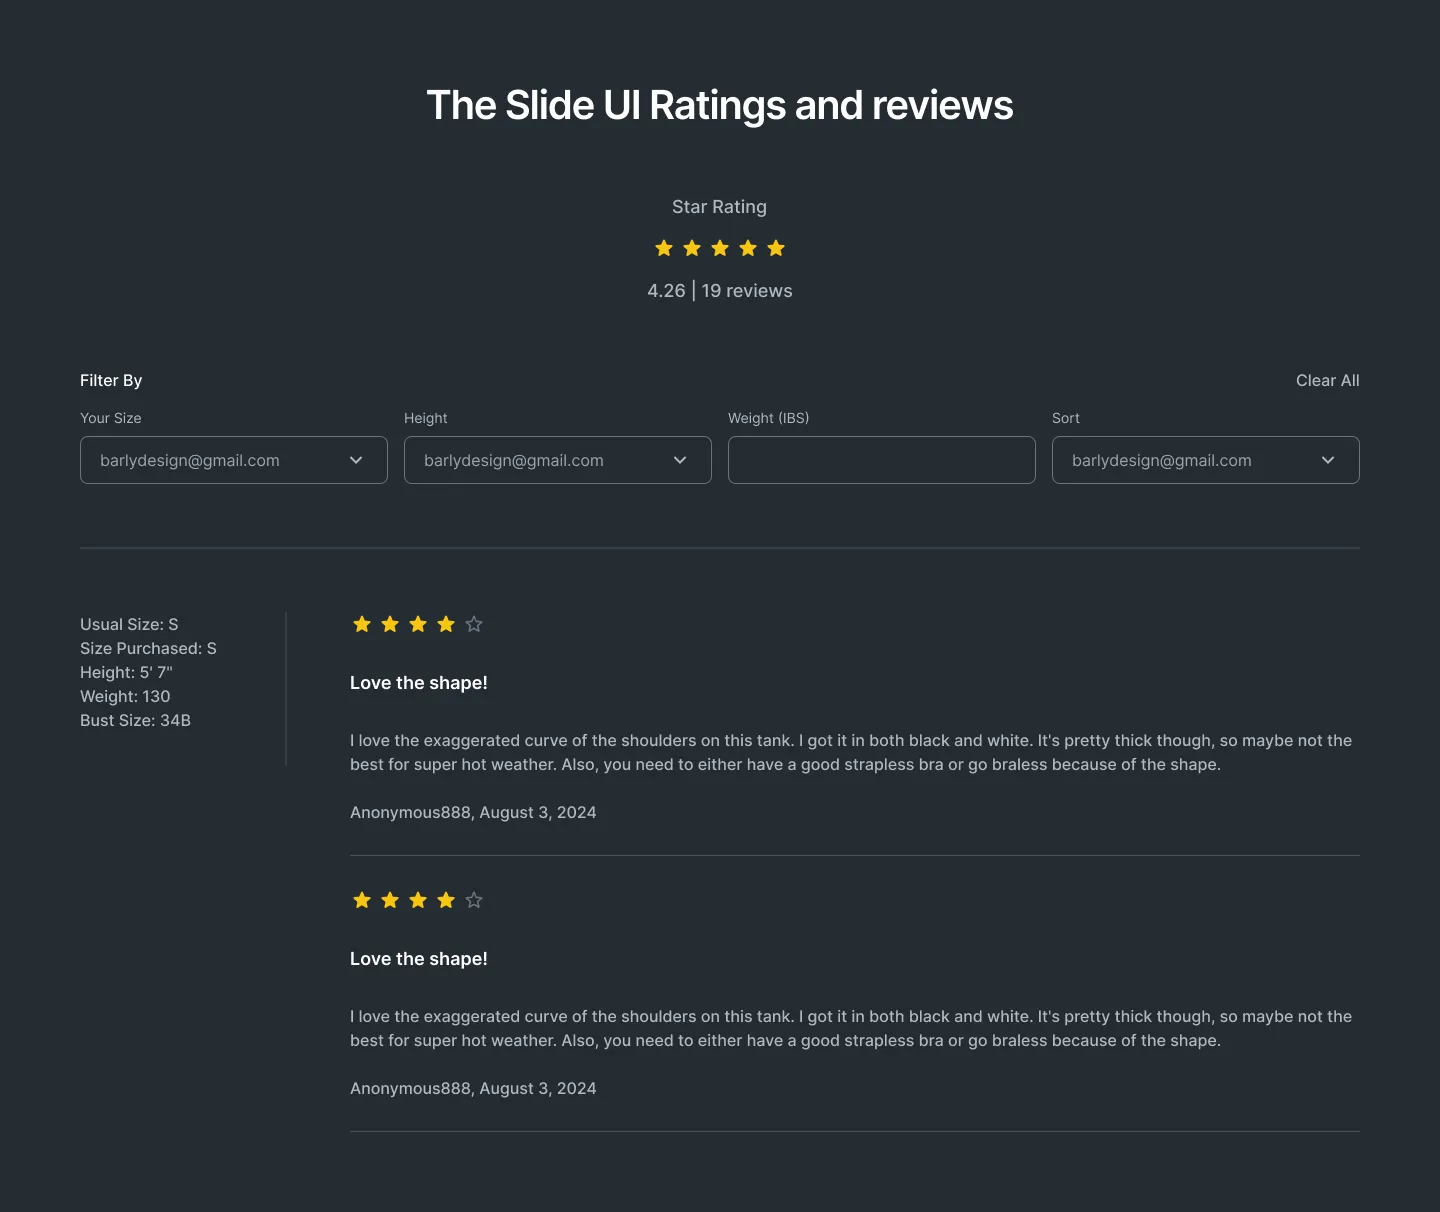 The Slide UI Ratings and reviews
Star Rating
4.26 | 19 reviews
Filter By
Clear All
Your Size
Height
Weight (IBS)
Sort
barlydesign@gmail.com
barlydesign@gmail.com
barlydesign@gmail.com
Usual Size: S
Size Purchased: S
Height: 5' 7"
Weight: 130
Bust Size: 34B
Love the shape!
I love the exaggerated curve of the shoulders on this tank. I got it in both black and white. It's pretty thick though, so maybe not the
best for super hot weather. Also, you need to either have a good strapless bra or go braless because of the shape.
Anonymous888, August 3, 2024
Love the shape!
I love the exaggerated curve of the shoulders on this tank. I got it in both black and white. It's pretty thick though, so maybe not the
best for super hot weather. Also, you need to either have a good strapless bra or go braless because of the shape.
Anonymous888, August 3, 2024